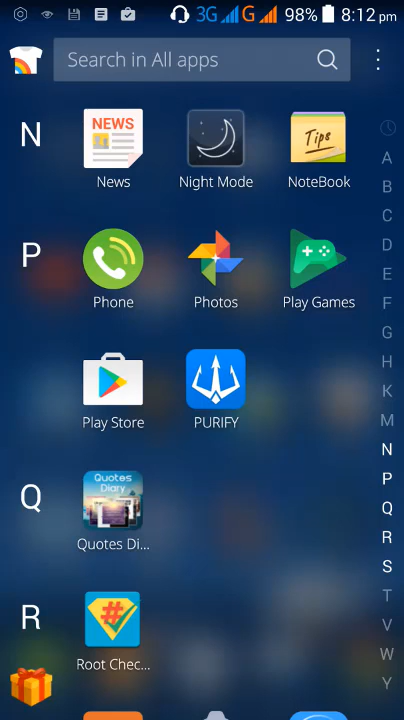 3G G 98% 8:12 pm
Search in All apps
N
NEWS
Tips
News Night Mode NoteBook
P
Phone Photos Play Games
Play Store PURIFY
Q
Quotes
Diary
Quotes Di...
R
#
Root Chec...
A
B
C
D
E
F
G
H
K
M
N
P
Q
R
S
T
V
W
Y